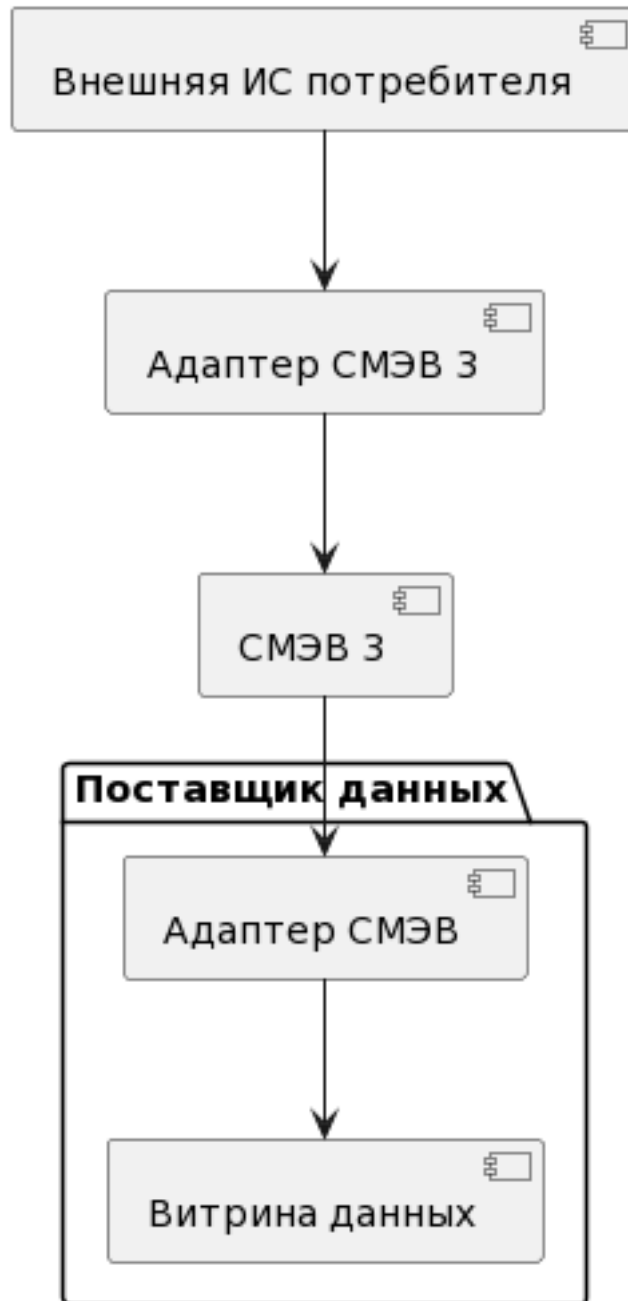 Внешняя ИС потребителя
Адаптер СМЭВ 3
СМЭВ 3
Поставщик данных
Адаптер СМЭВ
Витрина данных